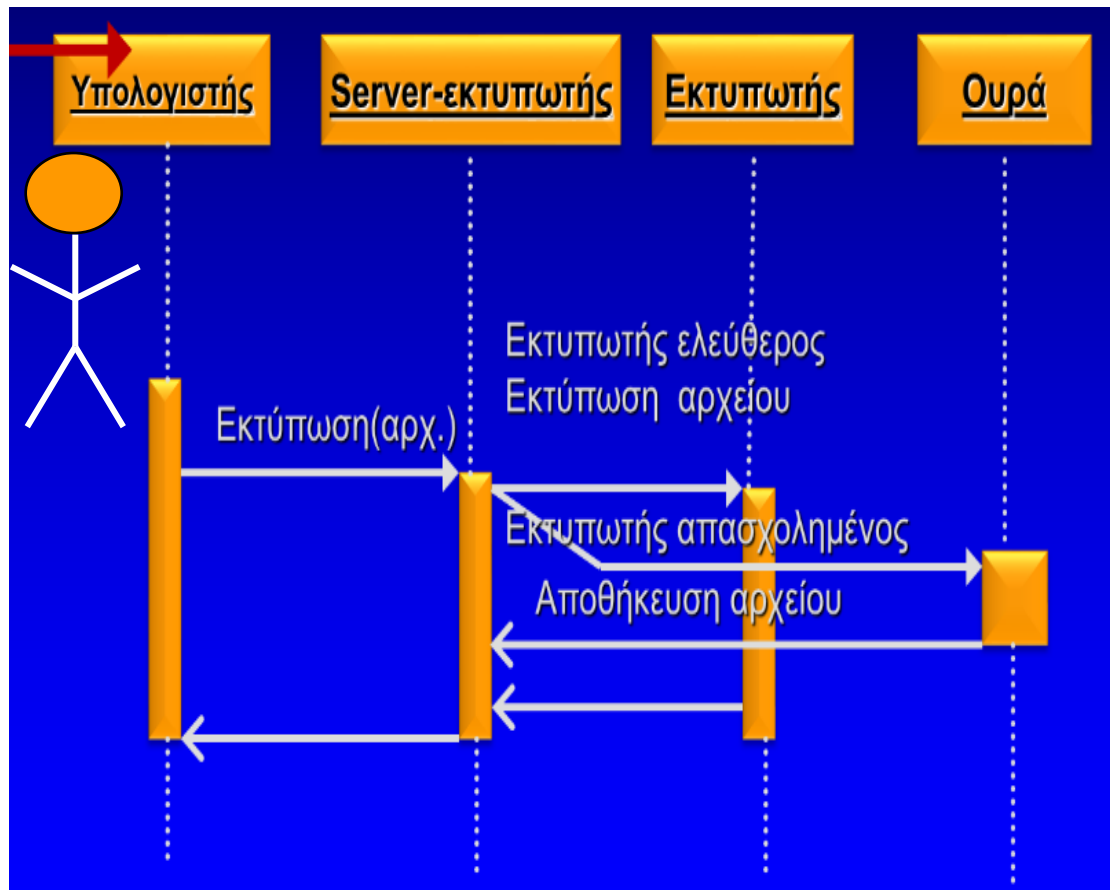 Υπολογιστής
Server-εκτυπωτής
Εκτυπωτής
Ουρά
Εκτυπωτής ελεύθερος
Εκτύπωση αρχείου
Εκτύπωση(αρχ.)
Εκτυπωτής απασχολημένος
Αποθήκευση αρχείου